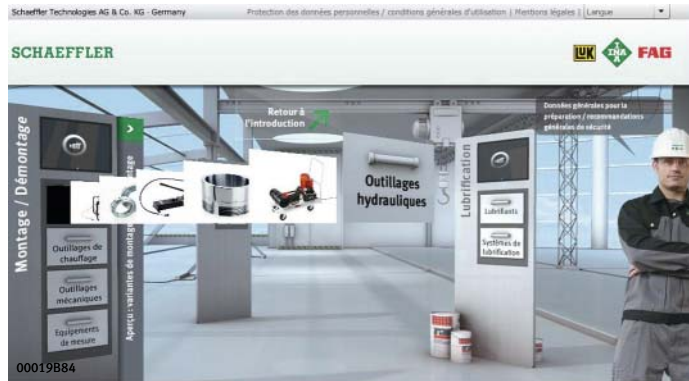 Schaeffler Technologies AG & Co. KG - Germany
Protection des données personnelles / conditions générales d'utilisation | Mentions légales | Langue
SCHAEFFLER
LUK
INA
FAG
Montage / Démontage
Outillages de
chauffage
Outillages
mécaniques
Equipements
de mesure
Aperçu : variantes de montage
Retour à
l'introduction
Outillages
hydrauliques
Lubrification
Lubrifiants
Systèmes de
lubrification
Données générales pour la
préparation / recommandations
générales de sécurité
00019B84